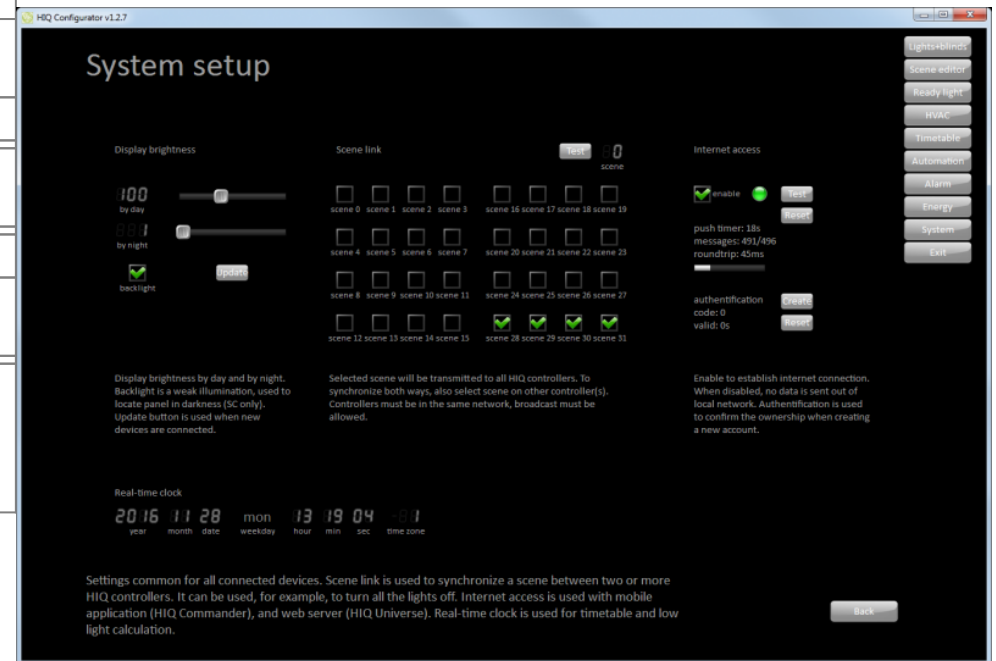 HIQ Configurator v1.2.7
System setup
Lights+blinds
Scene editor
Ready light
HVAC
Timetable
Automation
Alarm
Energy
System
Exit
Display brightness
100
by day
1
by night
backlight
Update
Scene link
Test
0
scene
scene 0 scene 1 scene 2 scene 3 scene 16 scene 17 scene 18 scene 19
scene 4 scene 5 scene 6 scene 7 scene 20 scene 21 scene 22 scene 23
scene 8 scene 9 scene 10 scene 11 scene 24 scene 25 scene 26 scene 27
scene 12 scene 13 scene 14 scene 15 scene 28 scene 29 scene 30 scene 31
Internet access
enable
Test
Reset
push timer: 18s
messages: 491/496
roundtrip: 45ms
authentification
code: 0
valid: 0s
Create
Reset
Display brightness by day and by night.
Backlight is a weak illumination, used to
locate panel in darkness (SC only).
Update button is used when new
devices are connected.
Selected scene will be transmitted to all HIQ controllers. To
synchronize both ways, also select scene on other controller(s).
Controllers must be in the same network, broadcast must be
allowed.
Enable to establish internet connection.
When disabled, no data is sent out of
local network. Authentification is used
to confirm the ownership when creating
a new account.
Real-time clock
2016 11 28 mon 13 19 04 -1
year month date weekday hour min sec time zone
Settings common for all connected devices. Scene link is used to synchronize a scene between two or more
HIQ controllers. It can be used, for example, to turn all the lights off. Internet access is used with mobile
application (HIQ Commander), and web server (HIQ Universe). Real-time clock is used for timetable and low
light calculation.
Back